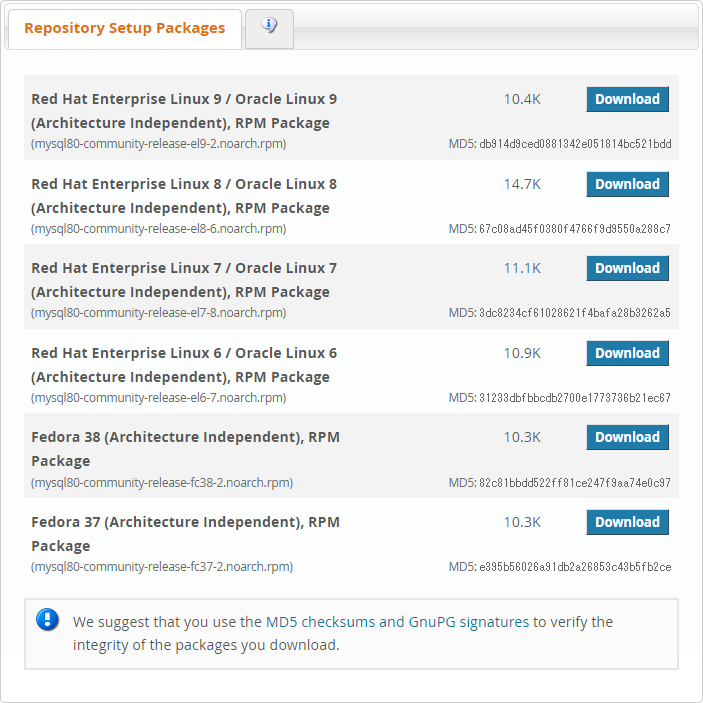 Repository Setup Packages
Red Hat Enterprise Linux 9 / Oracle Linux 9 10.4K Download
(Architecture Independent), RPM Package
(mysql80-community-release-el9-2.noarch.rpm) MD5: db914d9ced0881342e051814bc521bdd
Red Hat Enterprise Linux 8 / Oracle Linux 8 14.7K Download
(Architecture Independent), RPM Package
(mysql80-community-release-el8-6.noarch.rpm) MD5: 67c08ad45f0380f4766f9d9550a288c7
Red Hat Enterprise Linux 7 / Oracle Linux 7 11.1K Download
(Architecture Independent), RPM Package
(mysql80-community-release-el7-8.noarch.rpm) MD5: 3dc8234cf61028621f4bafa28b3262a5
Red Hat Enterprise Linux 6 / Oracle Linux 6 10.9K Download
(Architecture Independent), RPM Package
(mysql80-community-release-el6-7.noarch.rpm) MD5: 31233dbfbbcdb2700e1773736b21ec67
Fedora 38 (Architecture Independent), RPM 10.3K Download
Package
(mysql80-community-release-fc38-2.noarch.rpm) MD5: 82c81bbdd522ff81ce247f9aa74e0c97
Fedora 37 (Architecture Independent), RPM 10.3K Download
Package
(mysql80-community-release-fc37-2.noarch.rpm) MD5: e395b56026a91db2a26853c43b5fb2ce
We suggest that you use the MD5 checksums and GnuPG signatures to verify the
integrity of the packages you download.